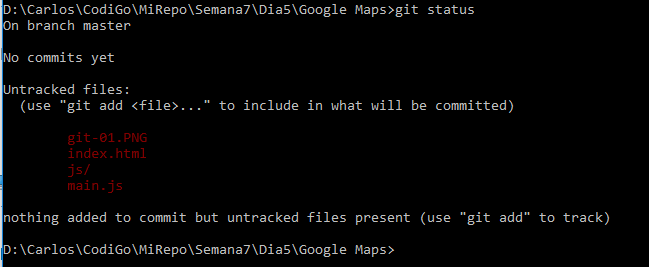 D:\Carlos\CodiGo\MiRepo\Semana7\Dia5\Google Maps>git status
On branch master
No commits yet
Untracked files:
(use "git add <file>..." to include in what will be committed)
git-01.PNG
index.html
js/
main.js
nothing added to commit but untracked files present (use "git add" to track)
D:\Carlos\CodiGo\MiRepo\Semana7\Dia5\Google Maps>